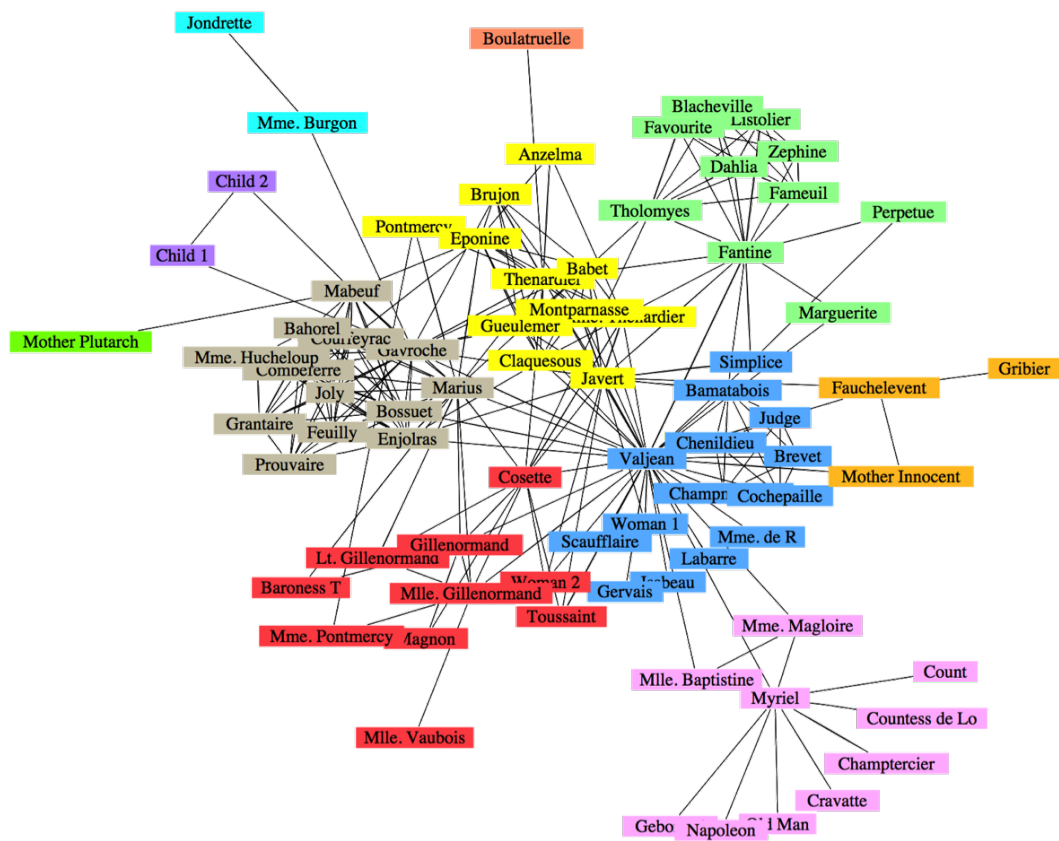 Jondrette
Boulatruelle
Blacheville
Listolier
Mme. Burgon
Favourite
Anzelma
Zephine
Dahlia
Child 2
Brujon
Fameuil
Tholomyes
Perpetue
Pontmercy
Eponine
Child 1
Fantine
Babet
Thenardier
Mabeuf
Montparnasse
Marguerite
Gueulemer
Bahorel
Courfeyrac
Mother Plutarch
Gavroche
Mme. Hucheloup
Claquesous
Simplice
Combeferre
Javert
Gribier
Joly
Marius
Bamatabois
Fauchelevent
Bossuet
Judge
Grantaire
Feuilly
Enjolras
Chenildieu
Valjean
Brevet
Prouvaire
Cosette
Mother Innocent
Cochepaille
Woman 1
Mme. de R
Scaufflaire
Gillenormand
Lt. Gillenormand
Labarre
Woman 2
Baroness T
Mlle. Gillenormand
Gervais
Toussaint
Mme. Magloire
Mme. Pontmercy
Magnon
Count
Mlle. Baptistine
Myriel
Countess de Lo
Mlle. Vaubois
Champtercier
Cravatte
Old Man
Napoleon